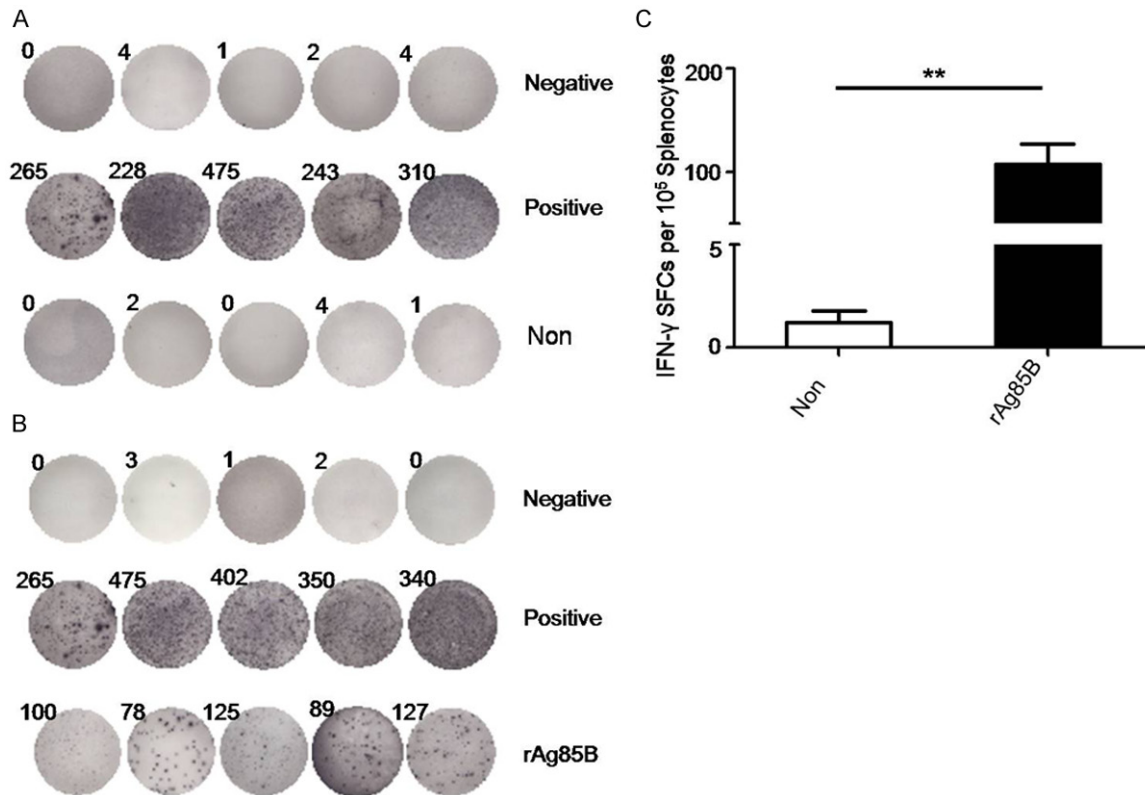 A
0 4 1 2 4
Negative
265 228 475 243 310
Positive
0 2 0 4 1
Non
B
0 3 1 2 0
Negative
265 475 402 350 340
Positive
100 78 125 89 127
rAg85B
C
IFN-γ SFCs per 10⁵ Splenocytes
200
100
5
0
**
Non
rAg85B